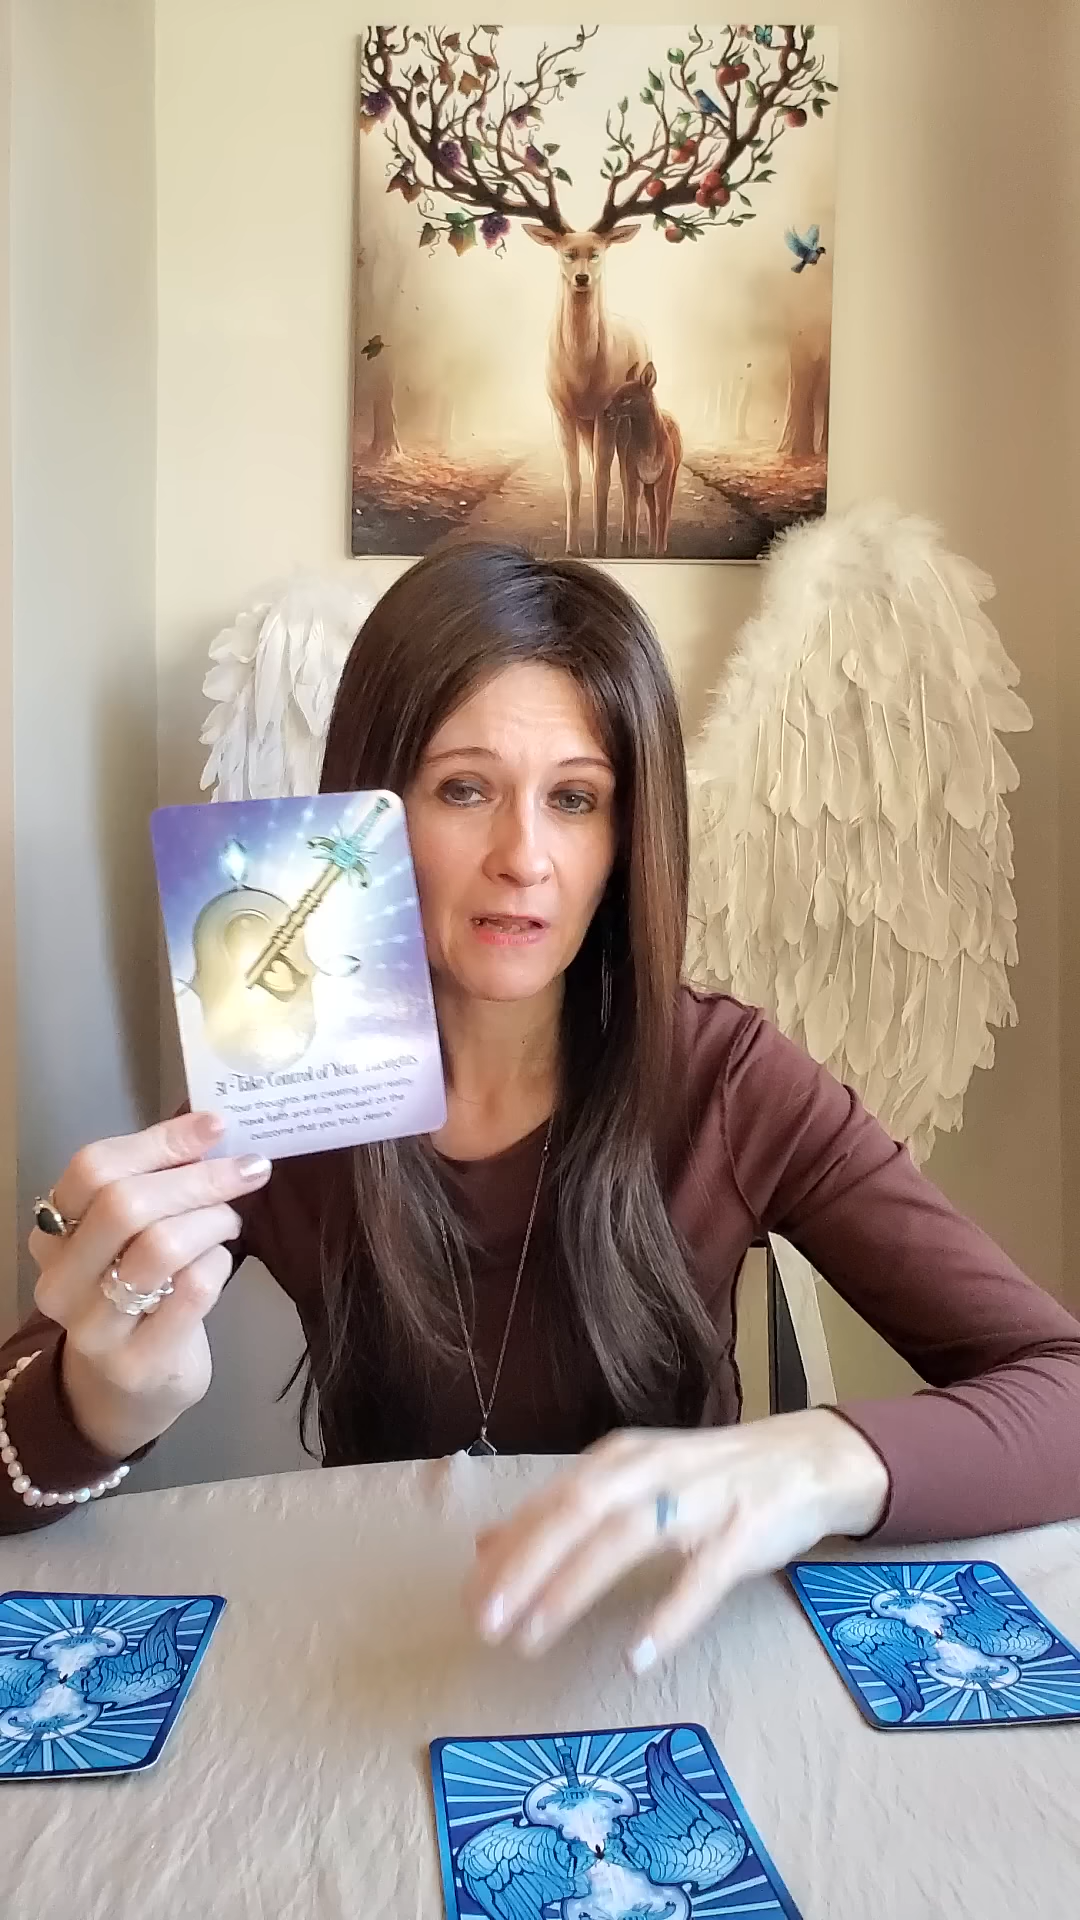 31-Take Control of Your Thoughts
"Your thoughts are creating your reality.
Have faith and stay focused on the
outcome that you truly desire."